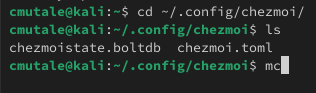 cmutale@kali:~$ cd ~/.config/chezmoi/
cmutale@kali:~/.config/chezmoi$ ls
chezmoistate.boltdb  chezmoi.toml
cmutale@kali:~/.config/chezmoi$ mc